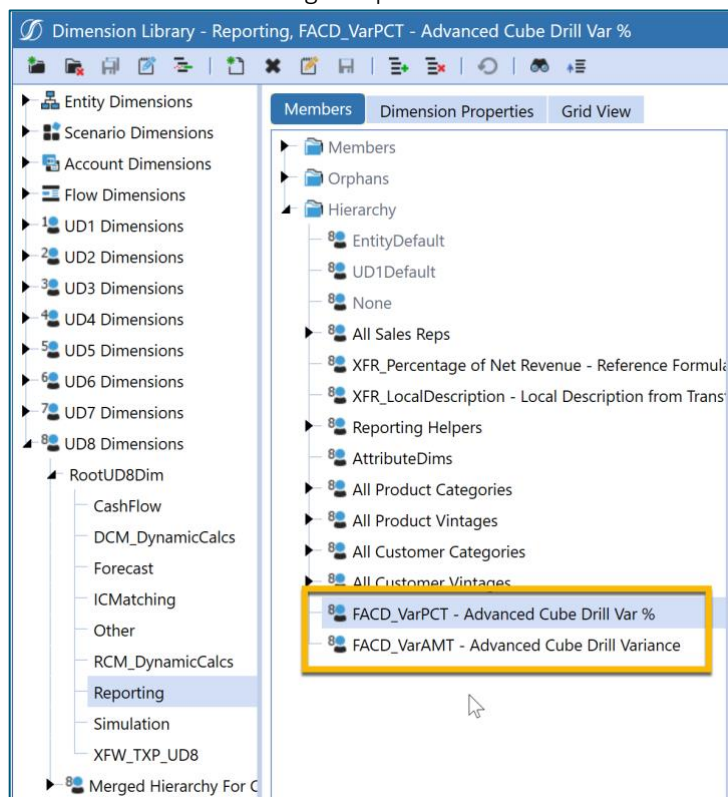 Dimension Library - Reporting, FACD_VarPCT - Advanced Cube Drill Var %
Entity Dimensions
Scenario Dimensions
Account Dimensions
Flow Dimensions
UD1 Dimensions
UD2 Dimensions
UD3 Dimensions
UD4 Dimensions
UD5 Dimensions
UD6 Dimensions
UD7 Dimensions
UD8 Dimensions
RootUD8Dim
CashFlow
DCM_DynamicCalcs
Forecast
ICMatching
Other
RCM_DynamicCalcs
Reporting
Simulation
XFW_TXP_UD8
Merged Hierarchy For C
Members Dimension Properties Grid View
Members
Orphans
Hierarchy
EntityDefault
UD1Default
None
All Sales Reps
XFR_Percentage of Net Revenue - Reference Formula
XFR_LocalDescription - Local Description from Trans
Reporting Helpers
AttributeDims
All Product Categories
All Product Vintages
All Customer Categories
All Customer Vintages
FACD_VarPCT - Advanced Cube Drill Var %
FACD_VarAMT - Advanced Cube Drill Variance